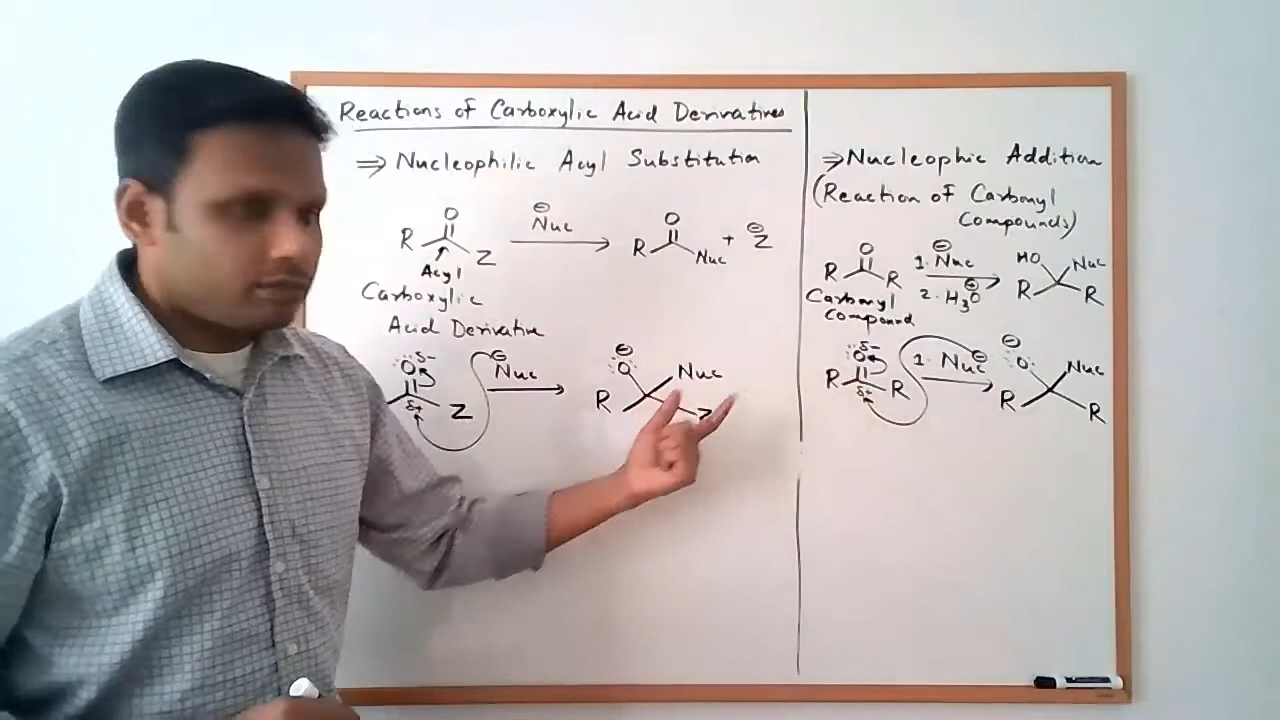 Reactions of Carboxylic Acid Derivatives
⇒ Nucleophilic Acyl Substitution
O
R Z
Acyl
⊖
Nuc
O
R Nuc + ⊖Z
Carboxylic
Acid Derivative
O δ-
δ+
Z
⊖
Nuc
⊖
O
R Nuc
⇒ Nucleophic Addition
(Reaction of Carbonyl
Compounds)
O
R R
1. ⊖Nuc
2. H3O⊕
HO Nuc
R R
Carbonyl
Compound
O δ-
R δ+ R
1. Nuc⊖
⊖
O
R Nuc
R